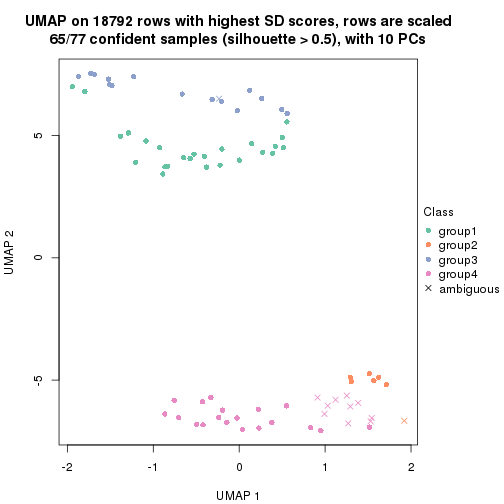 UMAP on 18792 rows with highest SD scores, rows are scaled
65/77 confident samples (silhouette > 0.5), with 10 PCs
5
0
-5
UMAP 2
-2
-1
0
1
2
UMAP 1
Class
group1
group2
group3
group4
ambiguous